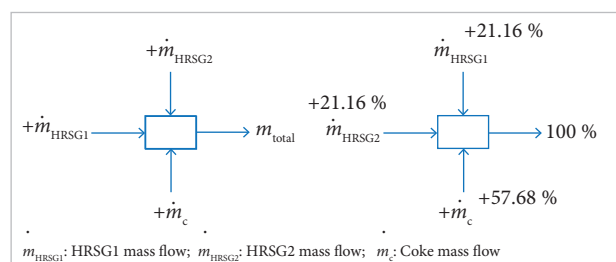 +21.16 %
+ṁHRSG2 ṁHRSG1
+21.16 %
+ṁHRSG1 mtotal ṁHRSG2 100 %
+57.68 %
+ṁc +ṁc
ṁHRSG1: HRSG1 mass flow; ṁHRSG2: HRSG2 mass flow; ṁc: Coke mass flow